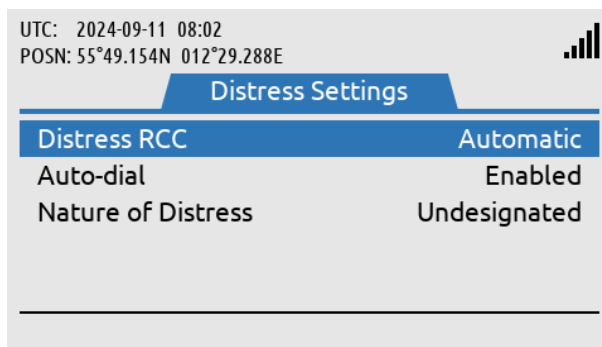 UTC: 2024-09-11 08:02
POSN: 55°49.154N 012°29.288E
Distress Settings
Distress RCC Automatic
Auto-dial Enabled
Nature of Distress Undesignated